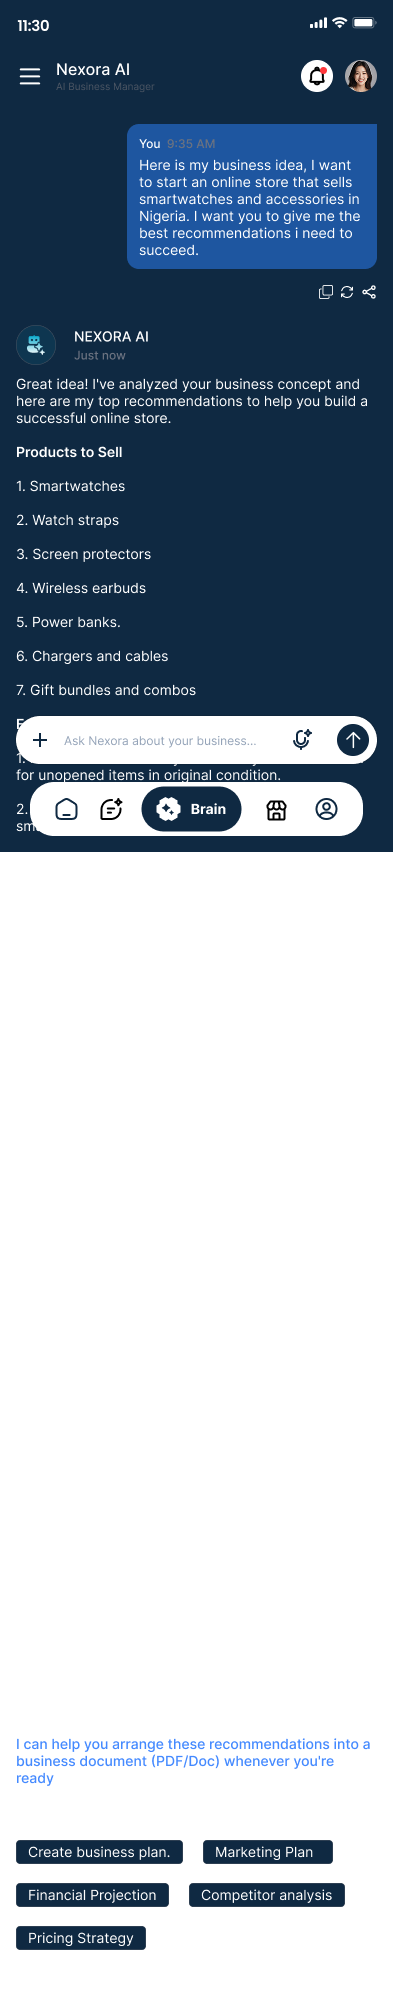 11:30
Nexora AI
AI Business Manager
You 9:35 AM
Here is my business idea, I want
to start an online store that sells
smartwatches and accessories in
Nigeria. I want you to give me the
best recommendations i need to
succeed.
NEXORA AI
Just now
Great idea! I've analyzed your business concept and
here are my top recommendations to help you build a
successful online store.
Products to Sell
1. Smartwatches
2. Watch straps
3. Screen protectors
4. Wireless earbuds
5. Power banks.
6. Chargers and cables
7. Gift bundles and combos
Ask Nexora about your business...
1.
for unopened items in original condition.
2.
Brain
I can help you arrange these recommendations into a
business document (PDF/Doc) whenever you're
ready
Create business plan.
Marketing Plan
Financial Projection
Competitor analysis
Pricing Strategy